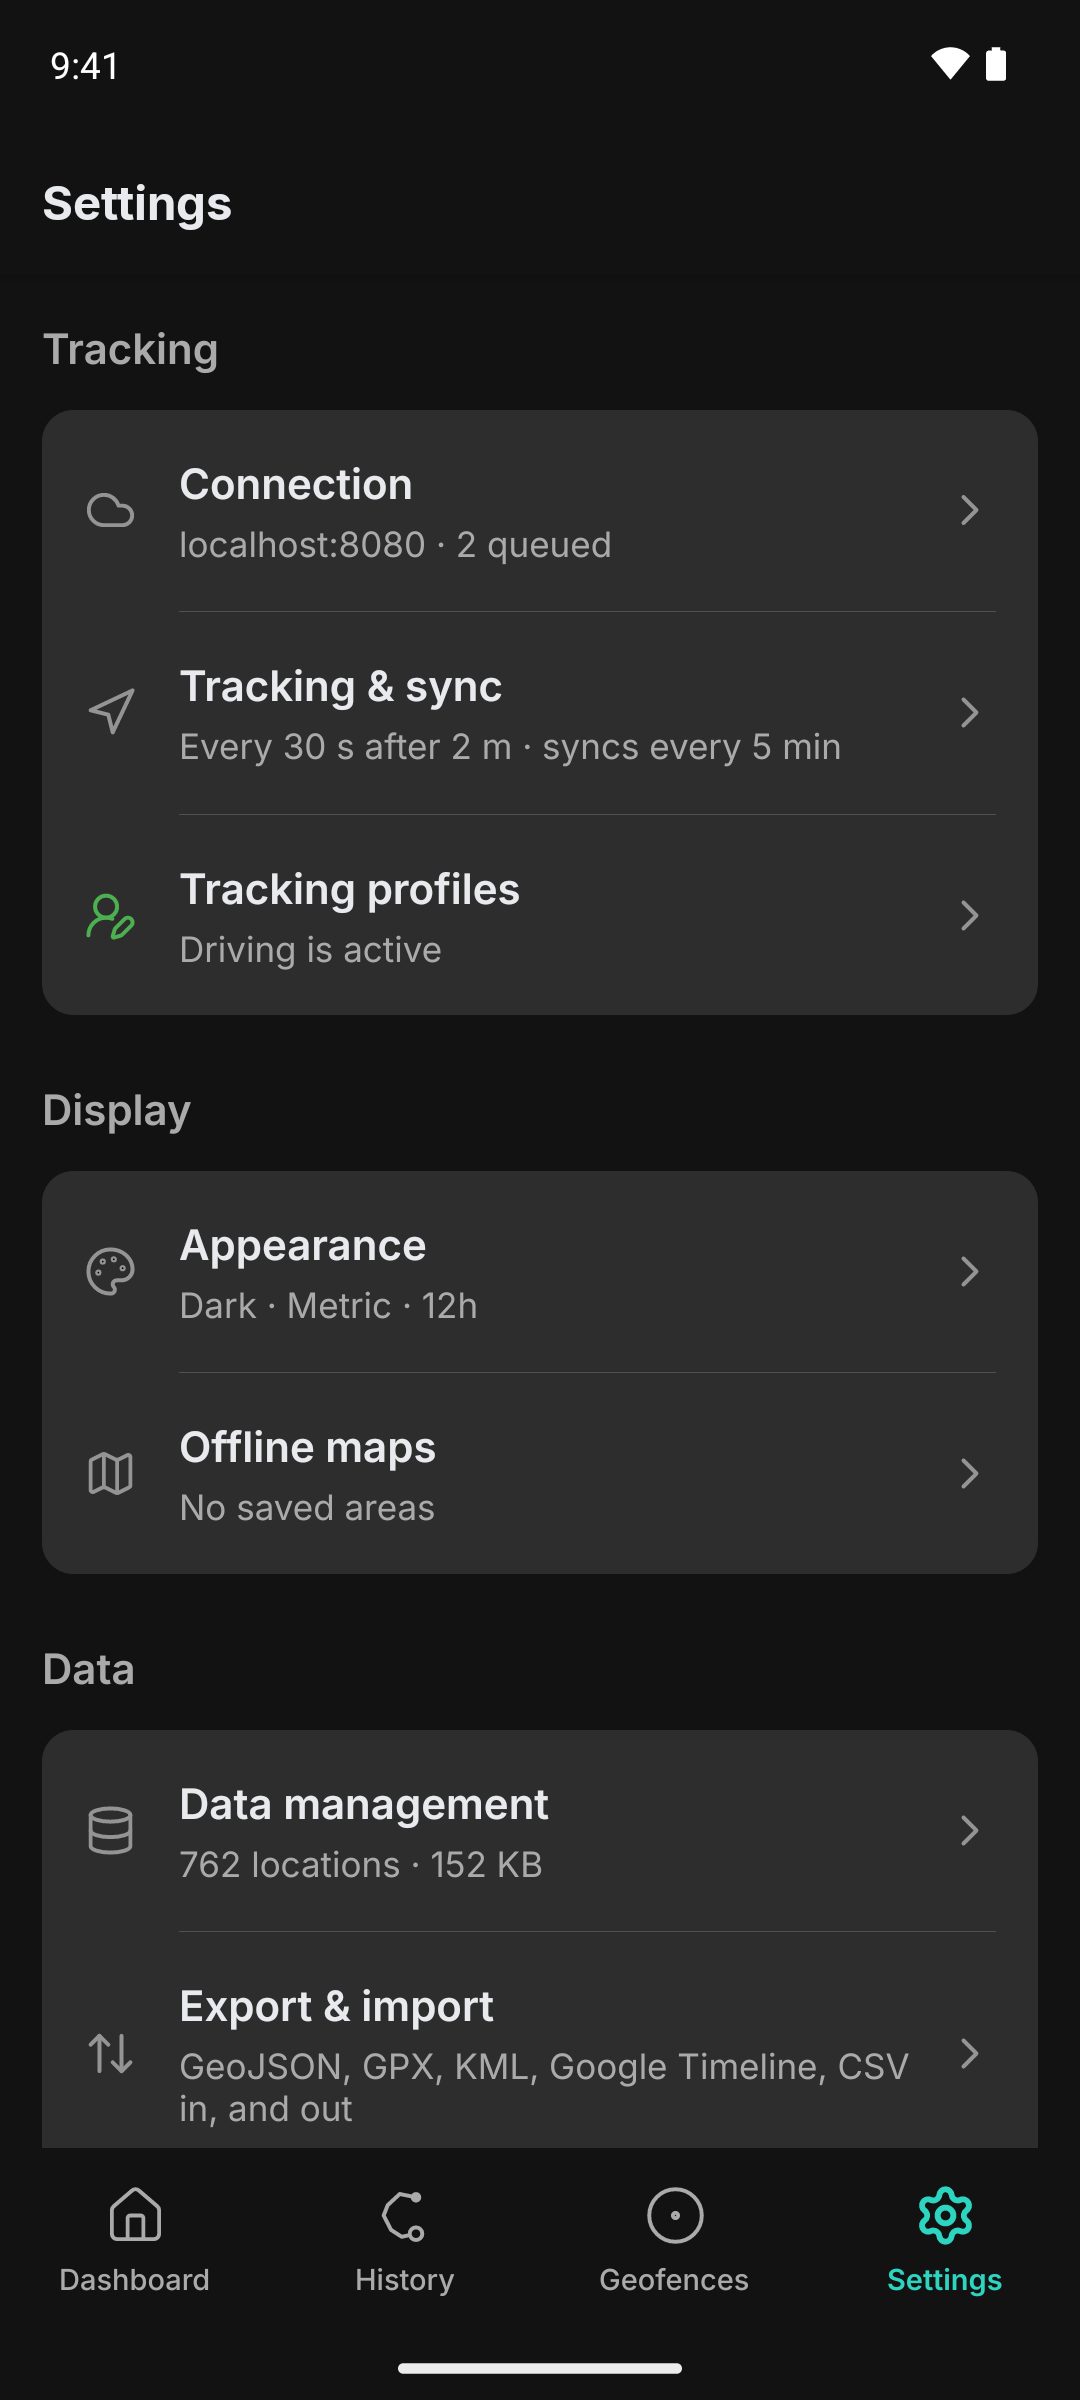 9:41
Settings
Tracking
Connection
localhost:8080 · 2 queued
Tracking & sync
Every 30 s after 2 m · syncs every 5 min
Tracking profiles
Driving is active
Display
Appearance
Dark · Metric · 12h
Offline maps
No saved areas
Data
Data management
762 locations · 152 KB
Export & import
GeoJSON, GPX, KML, Google Timeline, CSV
in, and out
Dashboard
History
Geofences
Settings